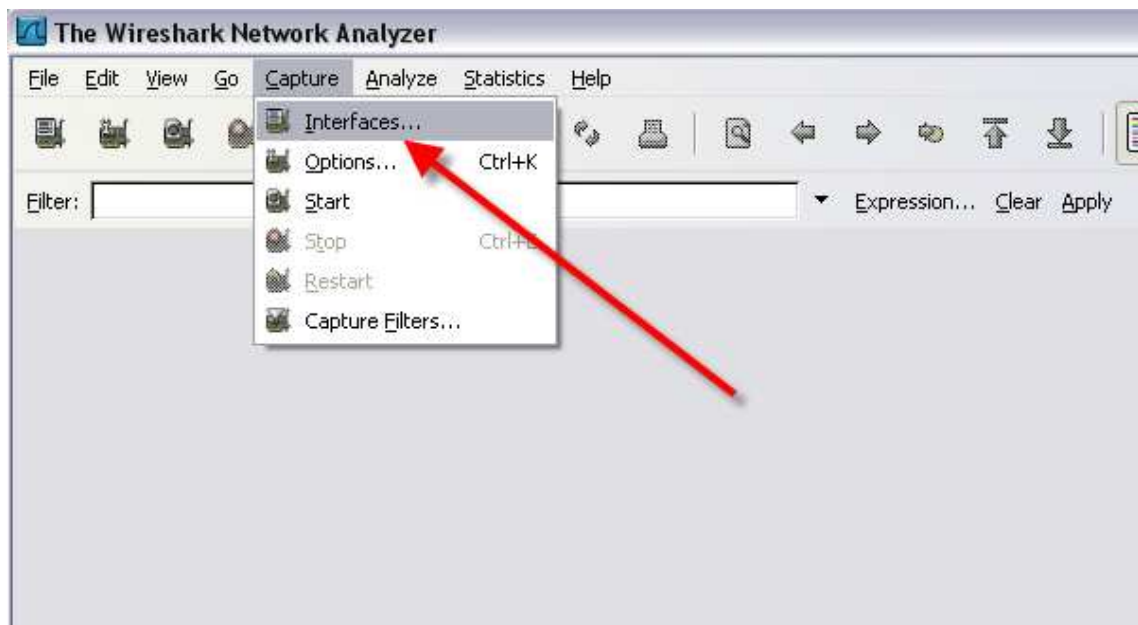 The Wireshark Network Analyzer
File Edit View Go Capture Analyze Statistics Help
Interfaces...
Options... Ctrl+K
Start
Stop
Restart
Capture Filters...
Filter: Expression... Clear Apply